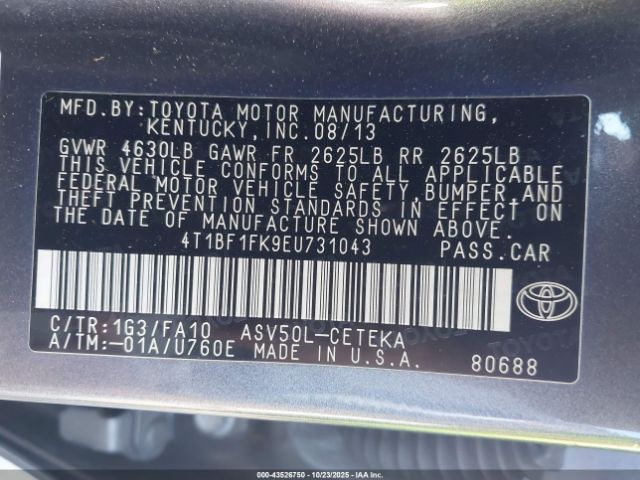 MFD.BY:TOYOTA MOTOR MANUFACTURING,
KENTUCKY,INC.08/13
GVWR 4630LB GAWR FR 2625LB RR 2625LB
THIS VEHICLE CONFORMS TO ALL APPLICABLE
FEDERAL MOTOR VEHICLE SAFETY,BUMPER,AND
THEFT PREVENTION STANDARDS IN EFFECT ON
THE DATE OF MANUFACTURE SHOWN ABOVE.
4T1BF1FK9EU731043 PASS.CAR
C/TR:1G3/FA10 ASV50L-CETEKA
A/TM:-01A/U760E MADE IN U.S.A.
80688
000-43526750 | 10/23/2025 - IAAI.COM